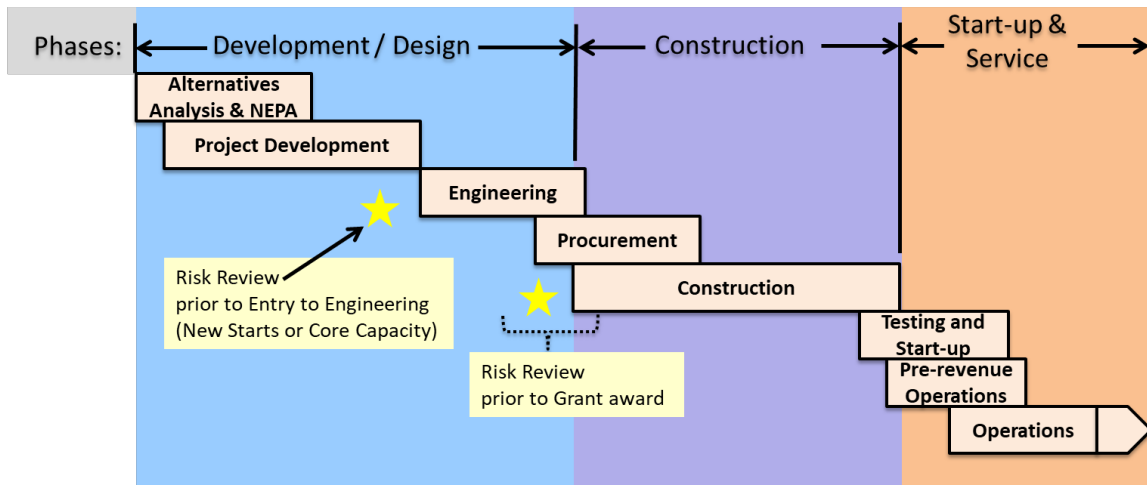 Phases:
Development / Design
Construction
Start-up &
Service
Alternatives
Analysis & NEPA
Project Development
Engineering
Procurement
Construction
Risk Review
prior to Entry to Engineering
(New Starts or Core Capacity)
Testing and
Start-up
Risk Review
prior to Grant award
Pre-revenue
Operations
Operations